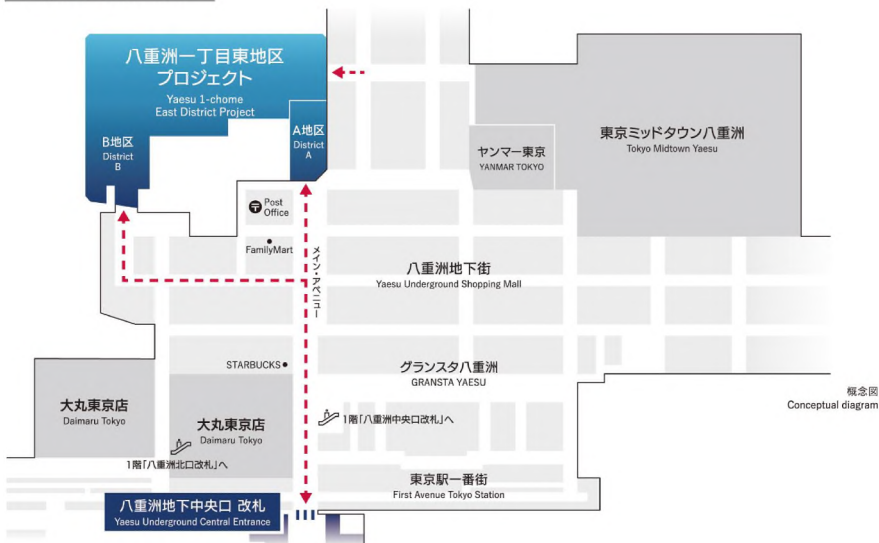 八重洲一丁目東地区
プロジェクト
Yaesu 1-chome
East District Project
B地区
District
B
A地区
District
A
ヤンマー東京
YANMAR TOKYO
東京ミッドタウン八重洲
Tokyo Midtown Yaesu
〒 Post
Office
FamilyMart
メイン・アベニュー
八重洲地下街
Yaesu Underground Shopping Mall
STARBUCKS
グランスタ八重洲
GRANSTA YAESU
概念図
Conceptual diagram
大丸東京店
Daimaru Tokyo
大丸東京店
Daimaru Tokyo
1階「八重洲中央口改札」へ
1階「八重洲北口改札」へ
東京駅一番街
First Avenue Tokyo Station
八重洲地下中央口 改札
Yaesu Underground Central Entrance